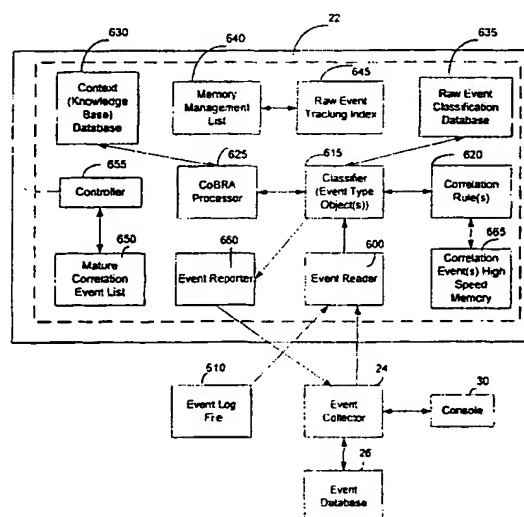 630
Context
(Knowledge
Base)
Database
640
Memory
Management
List
22
645
Raw Event
Tracking Index
635
Raw Event
Classification
Database
655
Controller
625
CoBRA
Processor
615
Classifier
(Event Type
Object(s))
620
Correlation
Rule(s)
650
Mature
Correlation
Event List
660
Event Reporter
600
Event Reader
665
Correlation
Event(s) High
Speed
Memory
610
Event Log
File
24
Event
Collector
30
Console
26
Event
Database